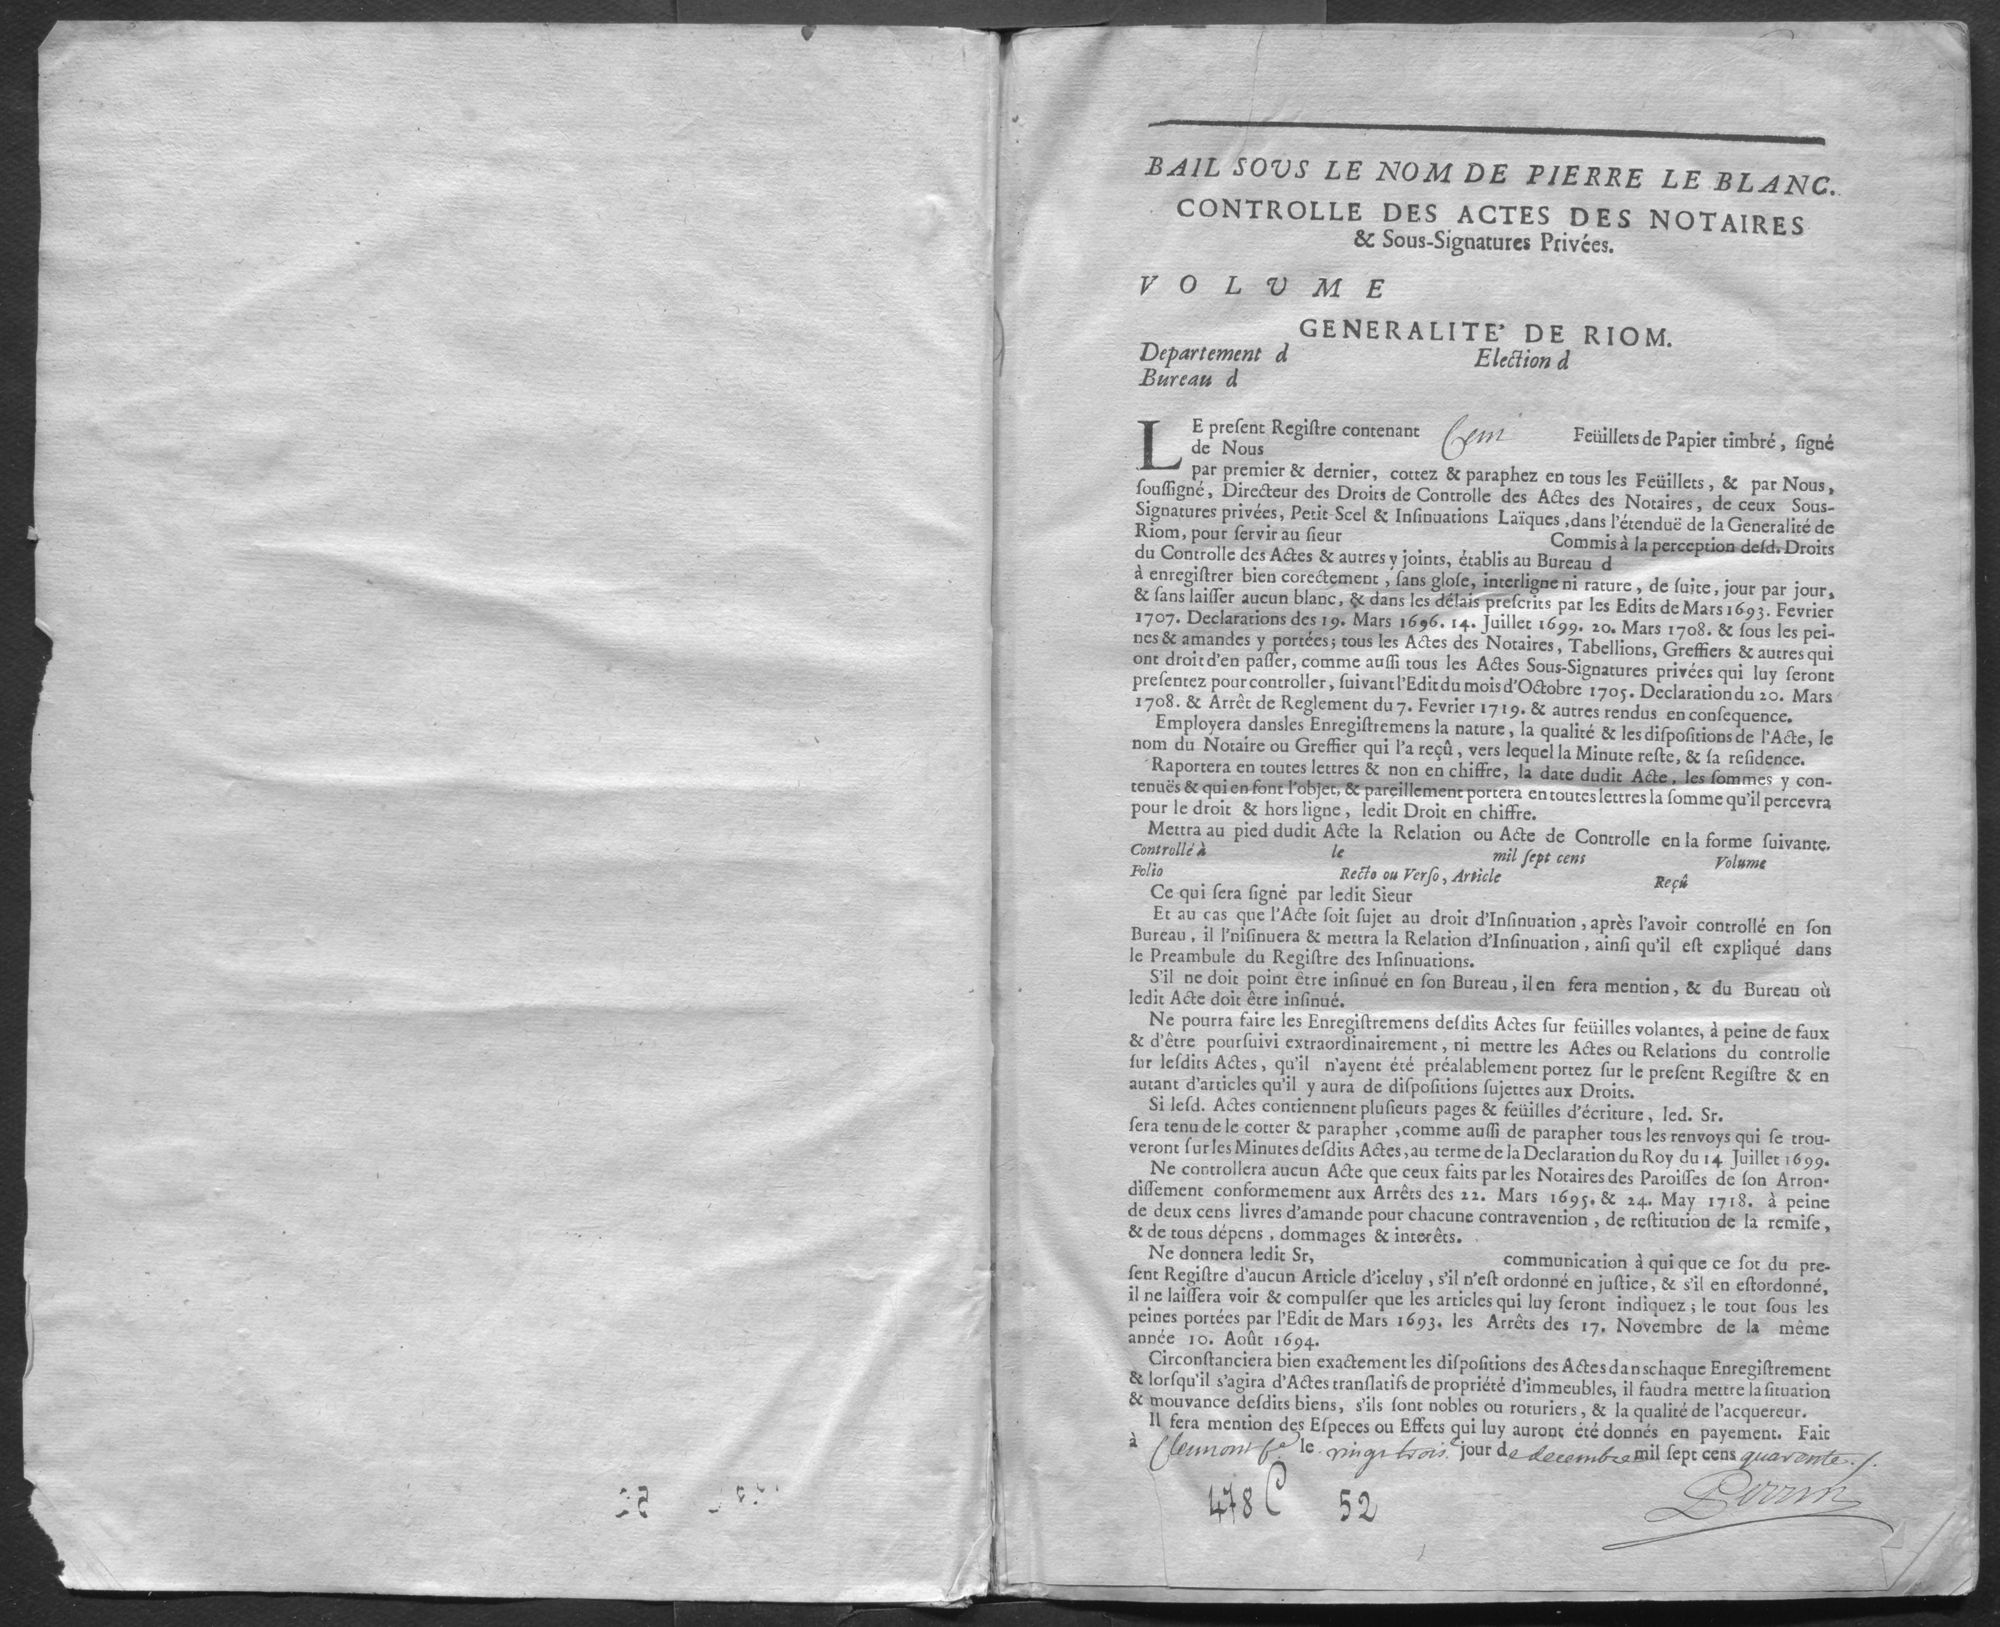 BAIL SOUS LE NOM DE PIERRE LE BLANC.
CONTROLLE DES ACTES DES NOTAIRES
& Sous-Signatures Privées.
VOLUME
GENERALITE' DE RIOM.
Departement d Election d
Bureau d
LE preſent Regiſtre contenant Cent Feüillets de Papier timbré, ſigné
de Nous
par premier & dernier, cottez & paraphez en tous les Feüillets, & par Nous,
ſouſſigné, Directeur des Droits de Controlle des Actes des Notaires, de ceux Sous-
Signatures privées, Petit-Scel & Inſinuations Laïques, dans l'étenduë de la Generalité de
Riom, pour ſervir au ſieur Commis à la perception deſd. Droits
du Controlle des Actes & autres y joints, établis au Bureau d
à enregiſtrer bien corectement, ſans gloſe, interligne ni rature, de ſuite, jour par jour,
& ſans laiſſer aucun blanc, & dans les délais preſcrits par les Edits de Mars 1693. Fevrier
1707. Declarations des 19. Mars 1696. 14. Juillet 1699. 20. Mars 1708. & ſous les pei-
nes & amandes y portées; tous les Actes des Notaires, Tabellions, Greffiers & autres qui
ont droit d'en paſſer, comme auſſi tous les Actes Sous-Signatures privées qui luy ſeront
preſentez pour controller, ſuivant l'Edit du mois d'Octobre 1705. Declaration du 20. Mars
1708. & Arrêt de Reglement du 7. Fevrier 1719. & autres rendus en conſequence.
Employera dansles Enregiſtremens la nature, la qualité & les diſpoſitions de l'Acte, le
nom du Notaire ou Greffier qui l'a reçû, vers lequel la Minute reſte, & ſa reſidence.
Raportera en toutes lettres & non en chiffre, la date dudit Acte, les ſommes y con-
tenuës & qui en font l'objet, & pareillement portera en toutes lettres la ſomme qu'il percevra
pour le droit & hors ligne, ledit Droit en chiffre.
Mettra au pied dudit Acte la Relation ou Acte de Controlle en la forme ſuivante.
Controllé à le mil ſept cens Volume
Folio Recto ou Verſo, Article Reçû
Ce qui ſera ſigné par ledit Sieur
Et au cas que l'Acte ſoit ſujet au droit d'Inſinuation, après l'avoir controllé en ſon
Bureau, il l'niſinuera & mettra la Relation d'Inſinuation, ainſi qu'il eſt expliqué dans
le Preambule du Regiſtre des Inſinuations.
S'il ne doit point être inſinué en ſon Bureau, il en fera mention, & du Bureau où
ledit Acte doit être inſinué.
Ne pourra faire les Enregiſtremens deſdits Actes ſur feüilles volantes, à peine de faux
& d'être pourſuivi extraordinairement, ni mettre les Actes ou Relations du controlle
ſur leſdits Actes, qu'il n'ayent été préalablement portez ſur le preſent Regiſtre & en
autant d'articles qu'il y aura de diſpoſitions ſujettes aux Droits.
Si leſd. Actes contiennent pluſieurs pages & feüilles d'écriture, led. Sr.
ſera tenu de le cotter & parapher, comme auſſi de parapher tous les renvoys qui ſe trou-
veront ſur les Minutes deſdits Actes, au terme de la Declaration du Roy du 14 Juillet 1699.
Ne controllera aucun Acte que ceux faits par les Notaires des Paroiſſes de ſon Arron-
diſſement conformement aux Arrêts des 22. Mars 1695. & 24. May 1718. à peine
de deux cens livres d'amande pour chacune contravention, de reſtitution de la remiſe,
& de tous dépens, dommages & interêts.
Ne donnera ledit Sr, communication à qui que ce ſot du pre-
ſent Regiſtre d'aucun Article d'iceluy, s'il n'eſt ordonné en juſtice, & s'il en eſtordonné,
il ne laiſſera voir & compulſer que les articles qui luy ſeront indiquez; le tout ſous les
peines portées par l'Edit de Mars 1693. les Arrêts des 17. Novembre de la même
année 10. Août 1694.
Circonſtanciera bien exactement les diſpoſitions des Actes danschaque Enregiſtrement
& lorſqu'il s'agira d'Actes tranſlatifs de propriété d'immeubles, il faudra mettre la ſituation
& mouvance deſdits biens, s'ils ſont nobles ou roturiers, & la qualité de l'acquereur.
Il fera mention des Eſpeces ou Effets qui luy auront été donnés en payement. Fait
à Clermont fd. le vingt trois jour de decembre mil ſept cens quarente./.
478 C 52
Perrin